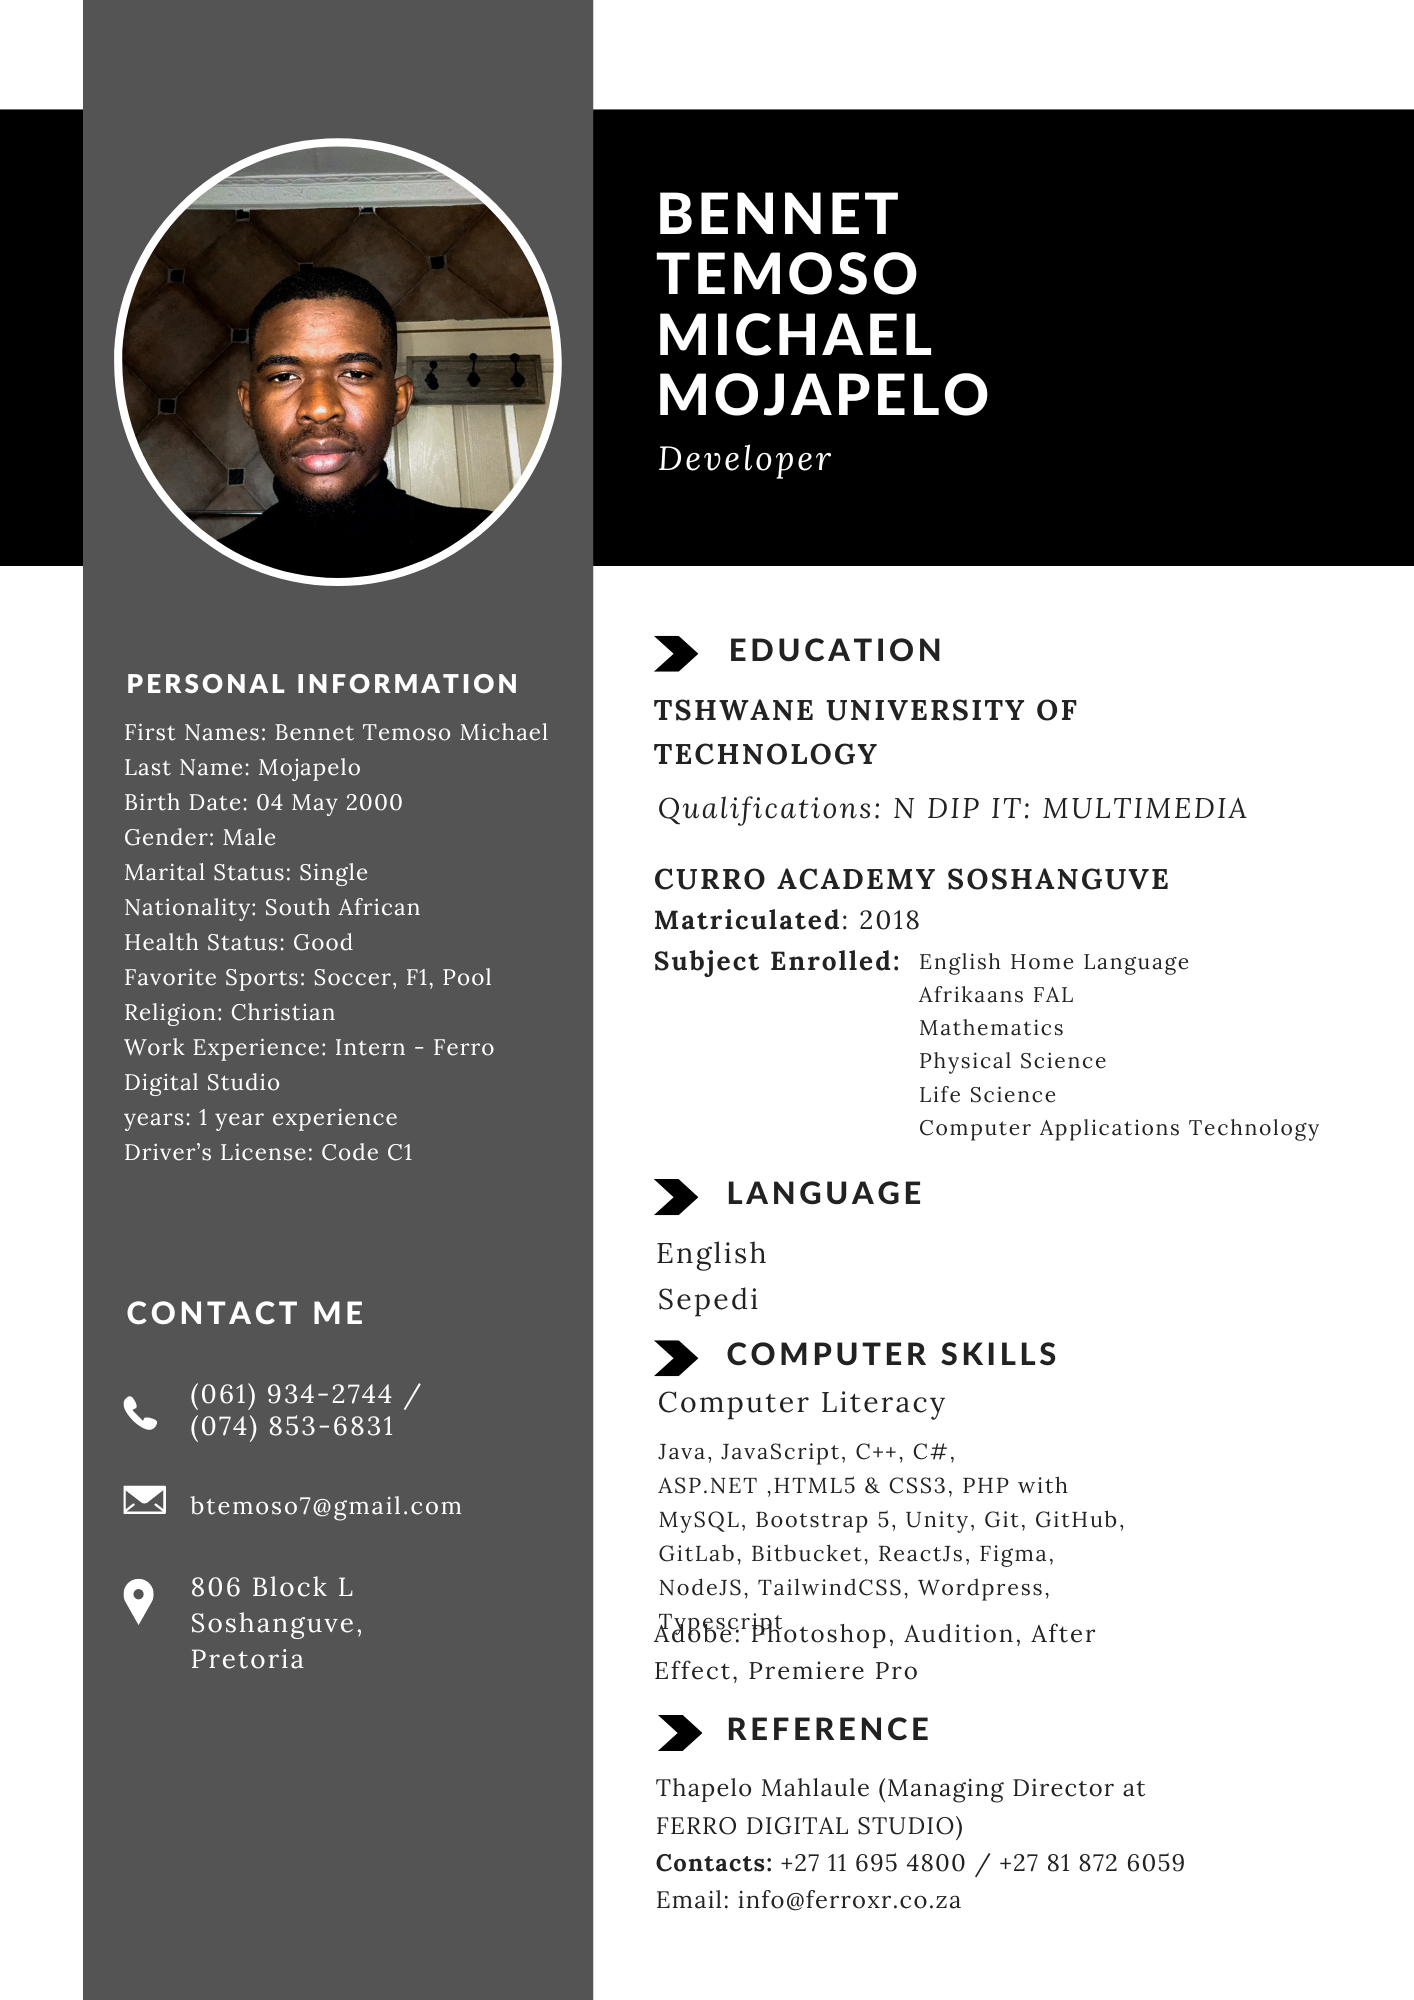 BENNET
TEMOSO
MICHAEL
MOJAPELO
Developer
PERSONAL INFORMATION
First Names: Bennet Temoso Michael
Last Name: Mojapelo
Birth Date: 04 May 2000
Gender: Male
Marital Status: Single
Nationality: South African
Health Status: Good
Favorite Sports: Soccer, F1, Pool
Religion: Christian
Work Experience: Intern - Ferro
Digital Studio
years: 1 year experience
Driver’s License: Code C1
CONTACT ME
(061) 934-2744 /
(074) 853-6831
btemoso7@gmail.com
806 Block L
Soshanguve,
Pretoria
EDUCATION
TSHWANE UNIVERSITY OF
TECHNOLOGY
Qualifications: N DIP IT: MULTIMEDIA
CURRO ACADEMY SOSHANGUVE
Matriculated: 2018
Subject Enrolled: English Home Language
Afrikaans FAL
Mathematics
Physical Science
Life Science
Computer Applications Technology
LANGUAGE
English
Sepedi
COMPUTER SKILLS
Computer Literacy
Java, JavaScript, C++, C#,
ASP.NET ,HTML5 & CSS3, PHP with
MySQL, Bootstrap 5, Unity, Git, GitHub,
GitLab, Bitbucket, ReactJs, Figma,
NodeJS, TailwindCSS, Wordpress,
Typescript
Adobe: Photoshop, Audition, After
Effect, Premiere Pro
REFERENCE
Thapelo Mahlaule (Managing Director at
FERRO DIGITAL STUDIO)
Contacts: +27 11 695 4800 / +27 81 872 6059
Email: info@ferroxr.co.za